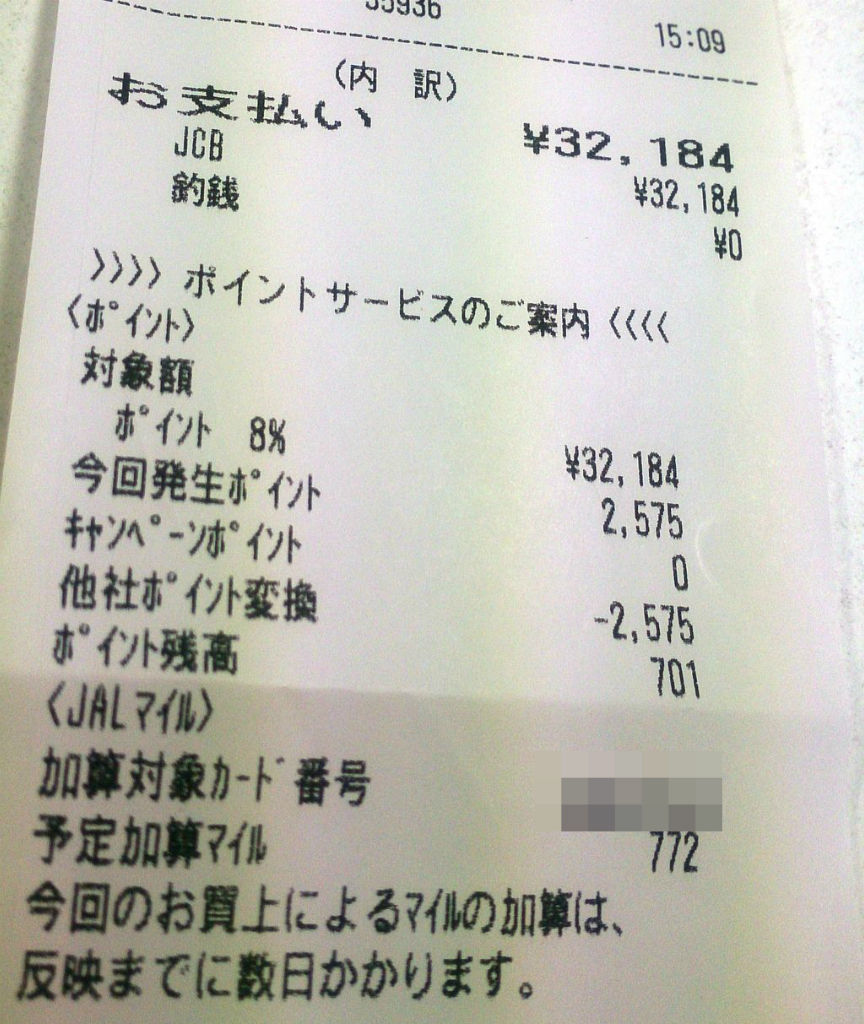 55936 15:09
(内 訳)
お支払い ¥32,184
JCB ¥32,184
釣銭 ¥0
>>>> ポイントサービスのご案内 <<<<
<ﾎﾟｲﾝﾄ>
対象額
ﾎﾟｲﾝﾄ 8% ¥32,184
今回発生ﾎﾟｲﾝﾄ 2,575
ｷｬﾝﾍﾟｰﾝﾎﾟｲﾝﾄ 0
他社ﾎﾟｲﾝﾄ変換 -2,575
ﾎﾟｲﾝﾄ残高 701
<JALﾏｲﾙ>
加算対象ｶｰﾄﾞ番号
予定加算ﾏｲﾙ 772
今回のお買上によるﾏｲﾙの加算は、
反映までに数日かかります。